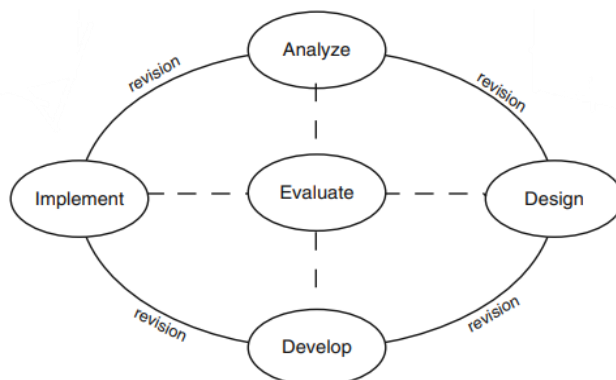 Analyze
revision
revision
Implement
Evaluate
Design
revision
revision
Develop